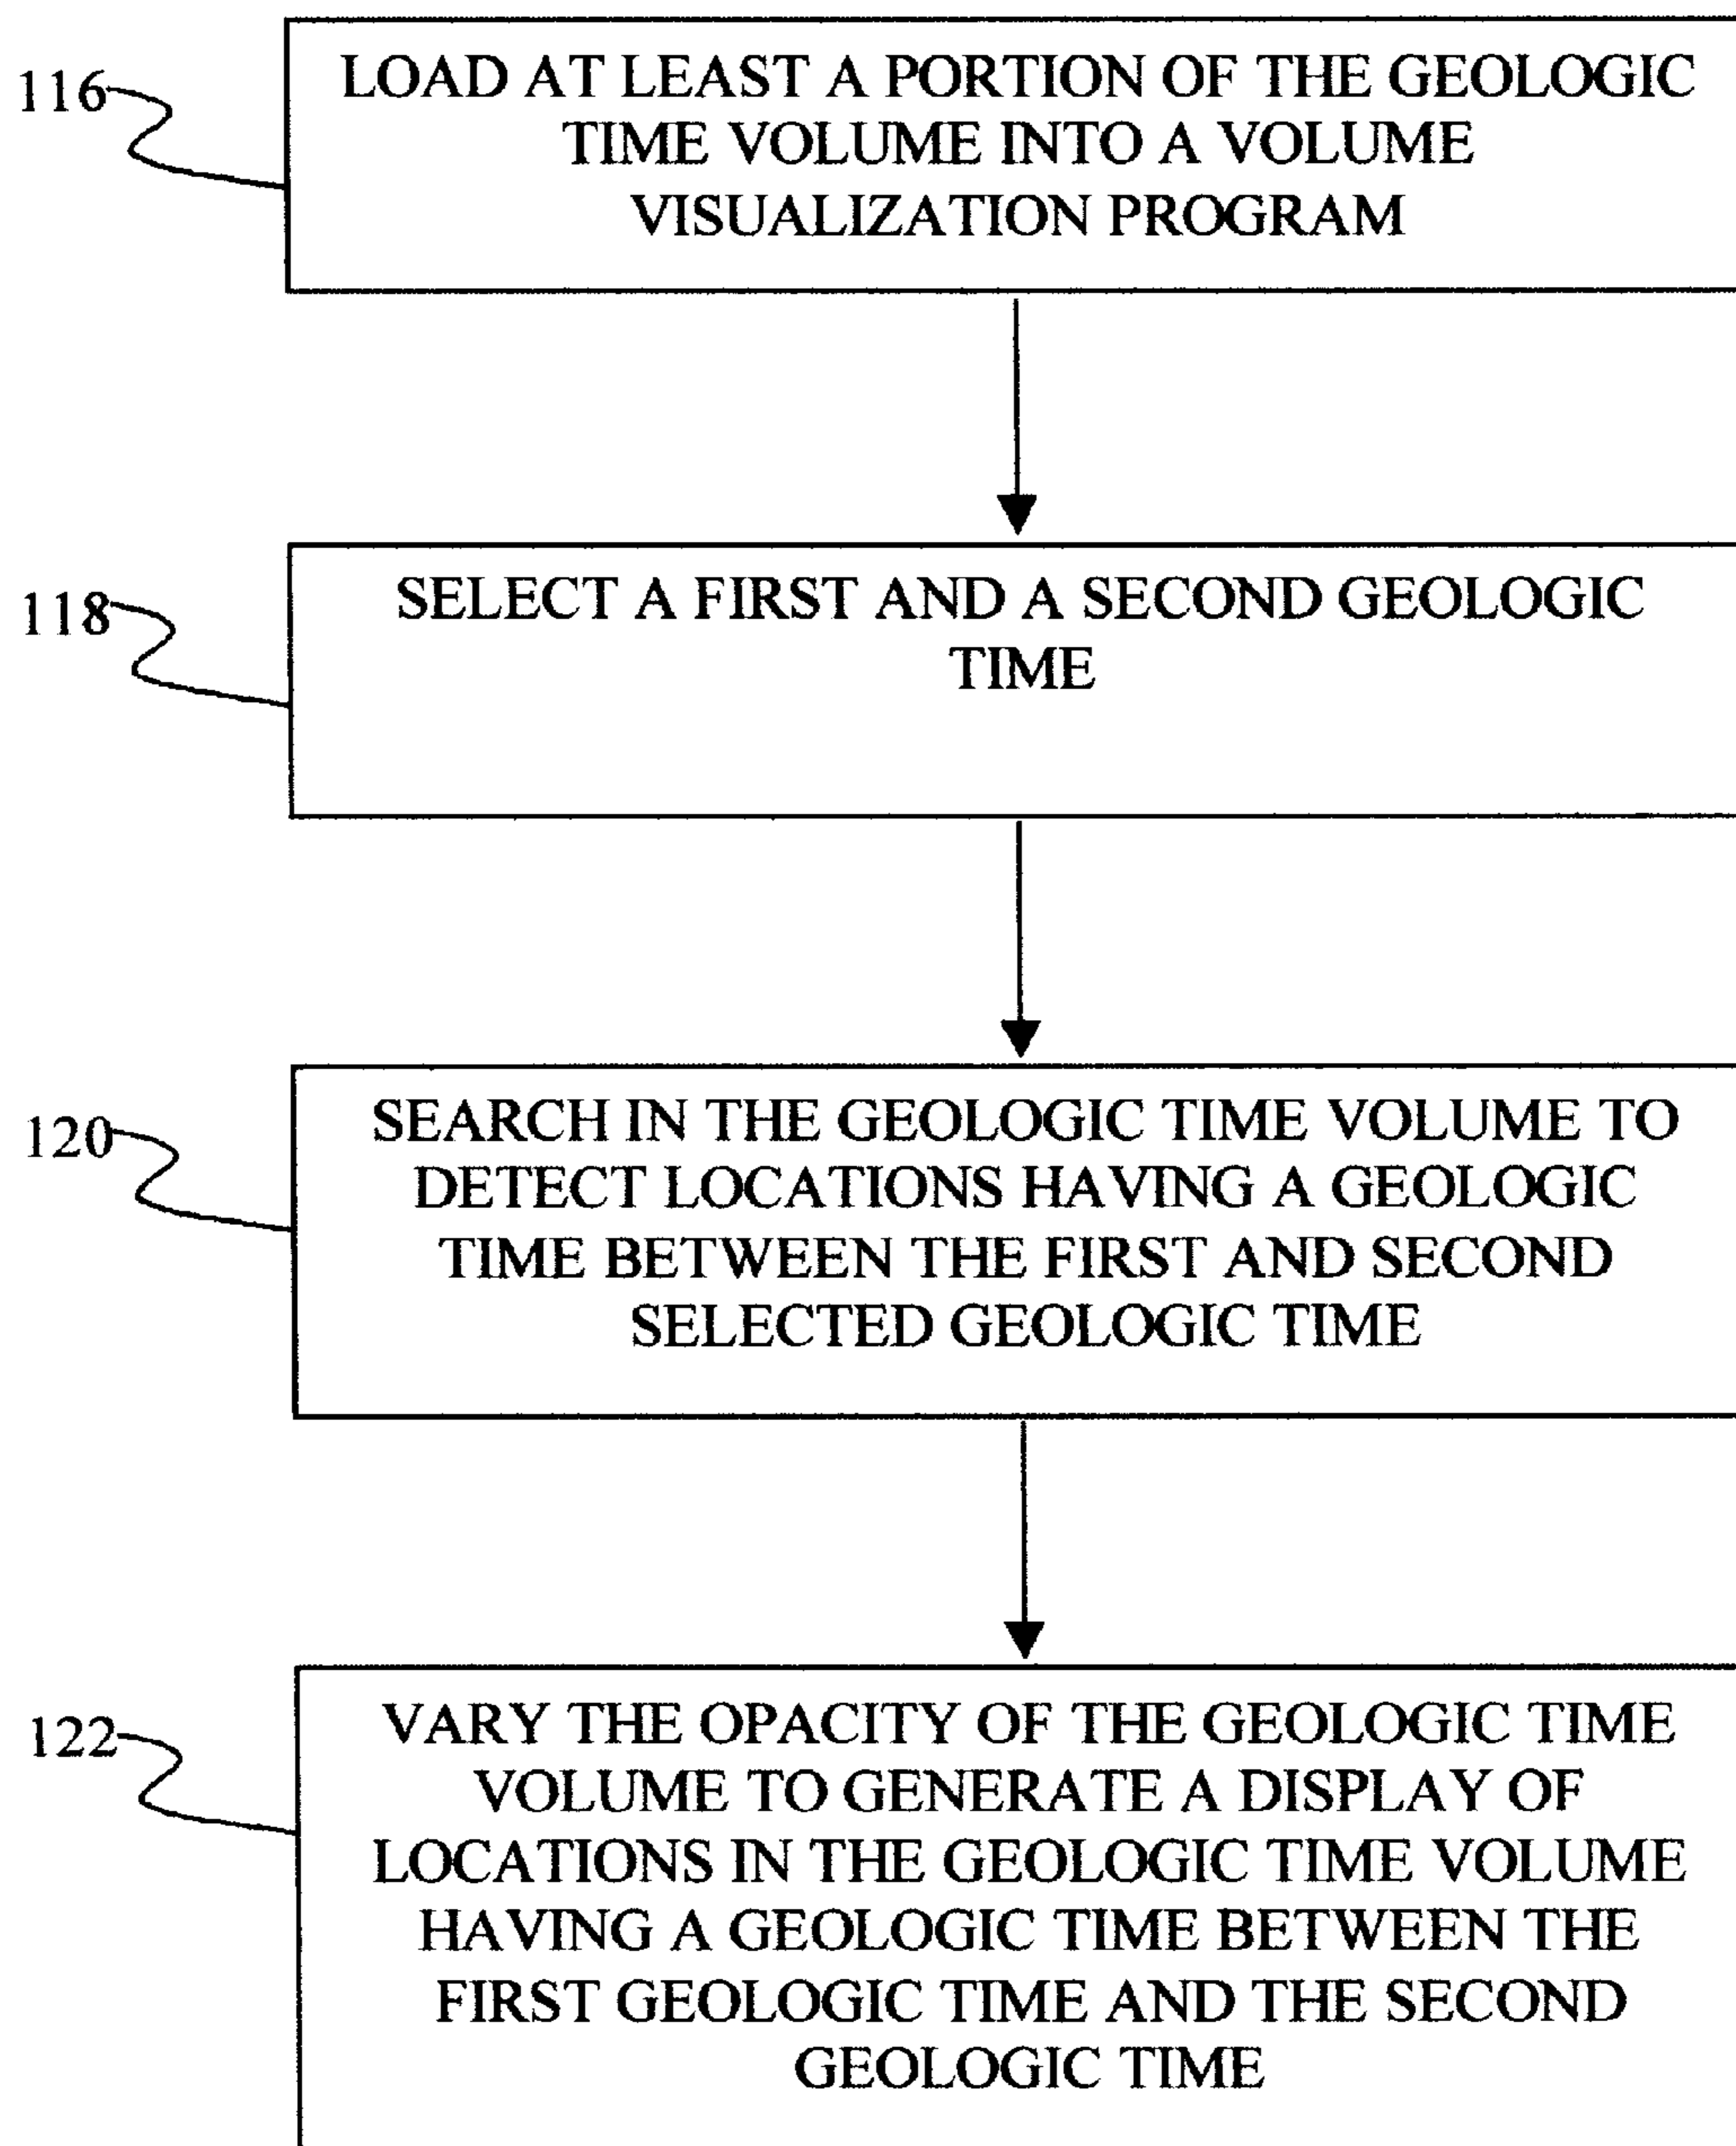 116
LOAD AT LEAST A PORTION OF THE GEOLOGIC
TIME VOLUME INTO A VOLUME
VISUALIZATION PROGRAM
118
SELECT A FIRST AND A SECOND GEOLOGIC
TIME
120
SEARCH IN THE GEOLOGIC TIME VOLUME TO
DETECT LOCATIONS HAVING A GEOLOGIC
TIME BETWEEN THE FIRST AND SECOND
SELECTED GEOLOGIC TIME
122
VARY THE OPACITY OF THE GEOLOGIC TIME
VOLUME TO GENERATE A DISPLAY OF
LOCATIONS IN THE GEOLOGIC TIME VOLUME
HAVING A GEOLOGIC TIME BETWEEN THE
FIRST GEOLOGIC TIME AND THE SECOND
GEOLOGIC TIME